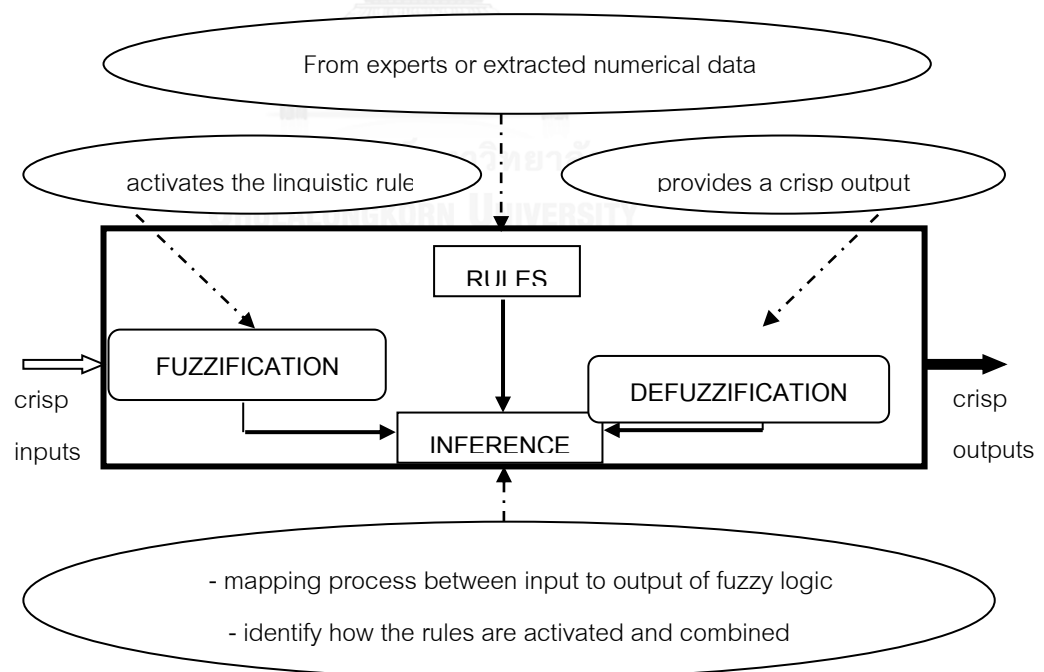 From experts or extracted numerical data
activates the linguistic rule
provides a crisp output
CHULALONGKORN UNIVERSITY
RULES
FUZZIFICATION
DEFUZZIFICATION
crisp
inputs
crisp
outputs
INFERENCE
- mapping process between input to output of fuzzy logic
- identify how the rules are activated and combined